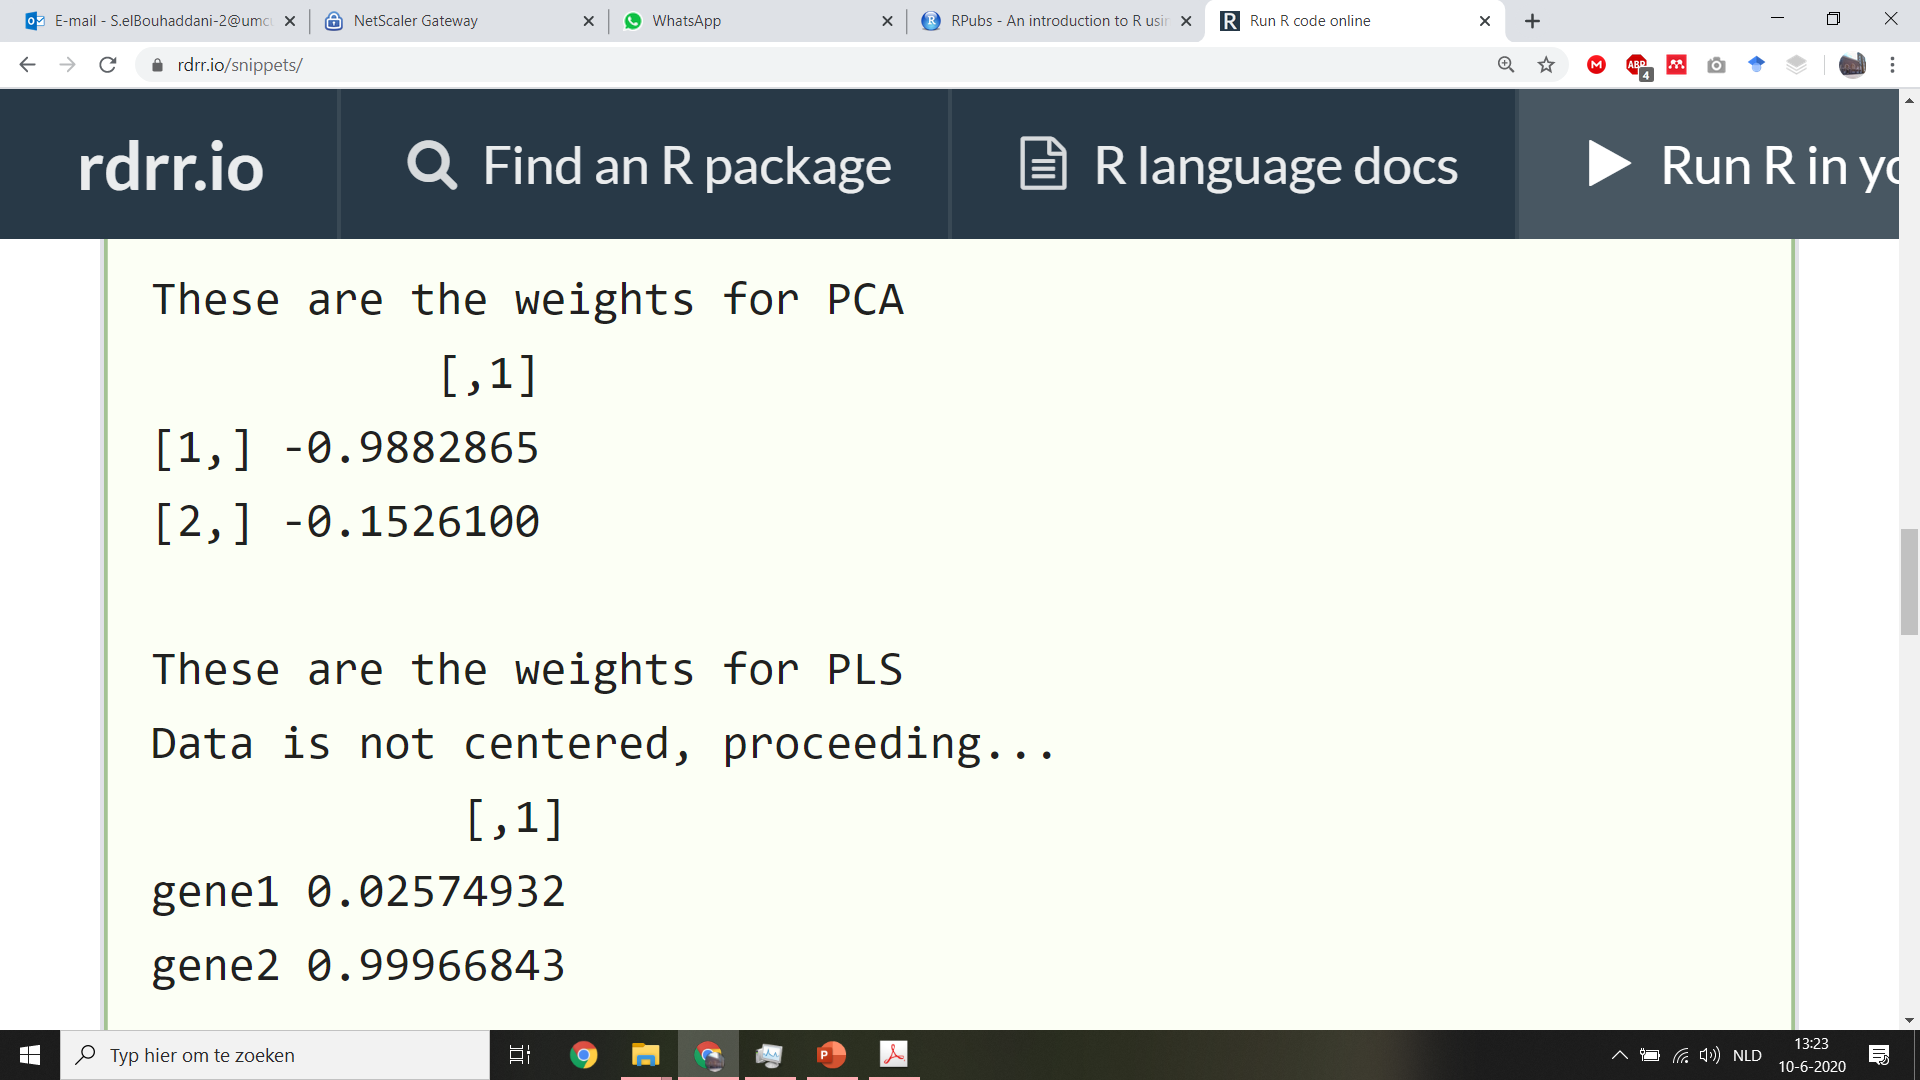 E-mail - S.elBouhaddani-2@umc
NetScaler Gateway
WhatsApp
RPubs - An introduction to R usin
Run R code online
rdrr.io/snippets/
ABP
4
rdrr.io
Find an R package
R language docs
Run R in yo
These are the weights for PCA
[,1]
[1,] -0.9882865
[2,] -0.1526100
These are the weights for PLS
Data is not centered, proceeding...
[,1]
gene1 0.02574932
gene2 0.99966843
Typ hier om te zoeken
NLD
13:23
10-6-2020